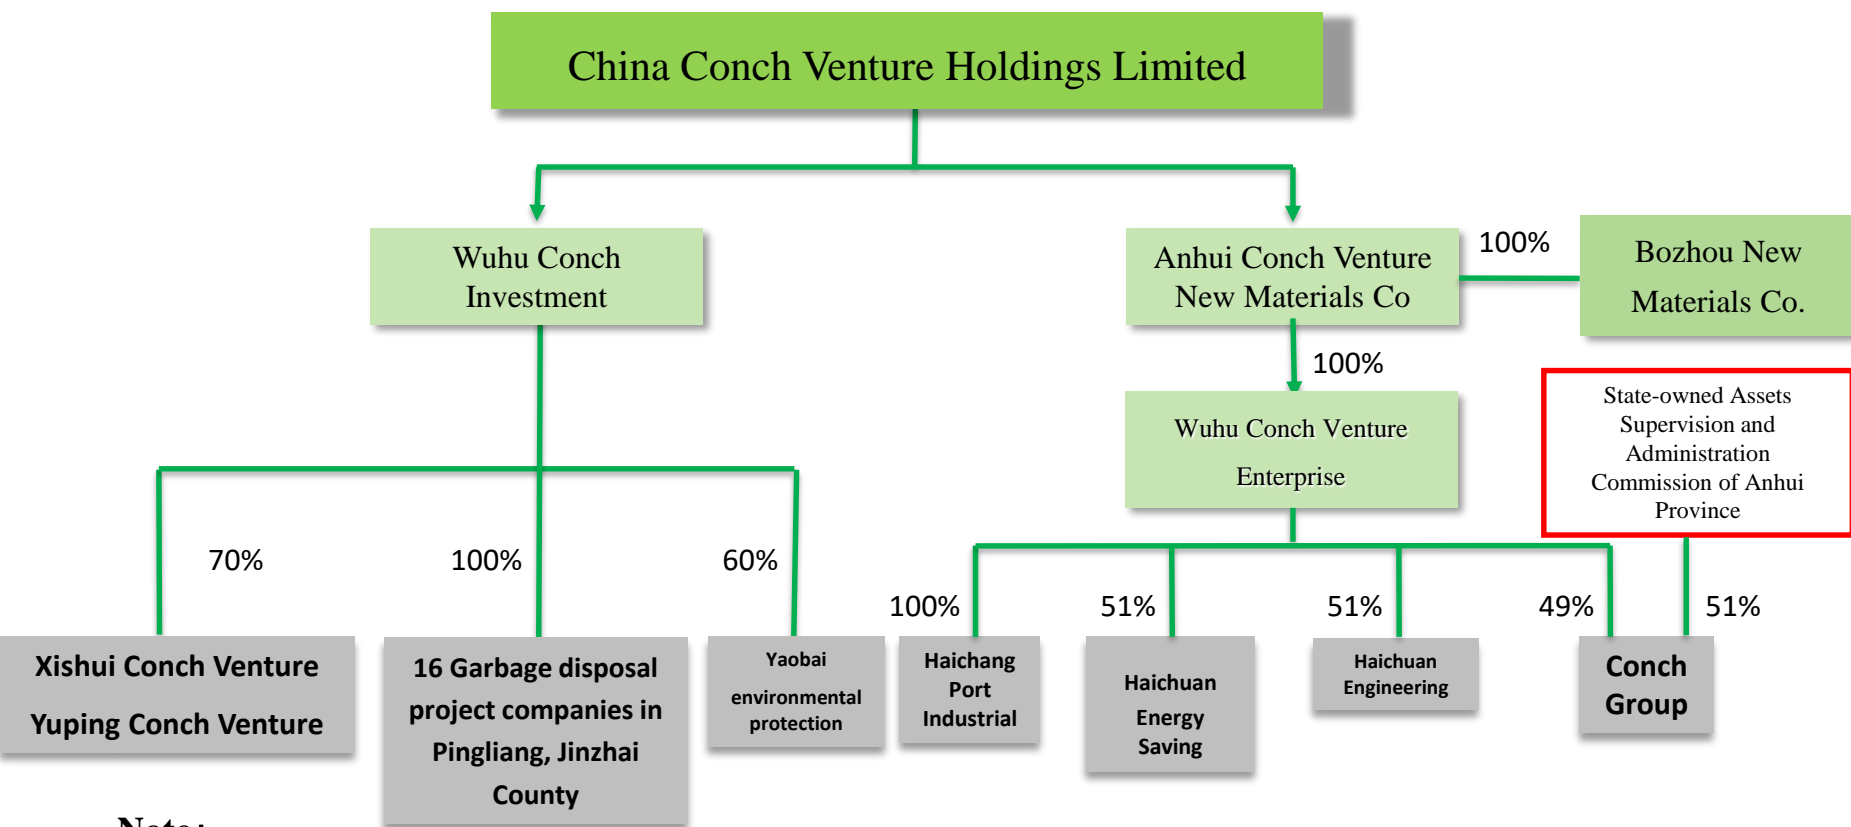 China Conch Venture Holdings Limited
Wuhu Conch
Investment
Anhui Conch Venture
New Materials Co
100%
Bozhou New
Materials Co.
100%
Wuhu Conch Venture
Enterprise
State-owned Assets
Supervision and
Administration
Commission of Anhui
Province
70%
100%
60%
100%
51%
51%
49%
51%
Xishui Conch Venture
Yuping Conch Venture
16 Garbage disposal
project companies in
Pingliang, Jinzhai
County
Yaobai
environmental
protection
Haichang
Port
Industrial
Haichuan
Energy
Saving
Haichuan
Engineering
Conch
Group
Note: